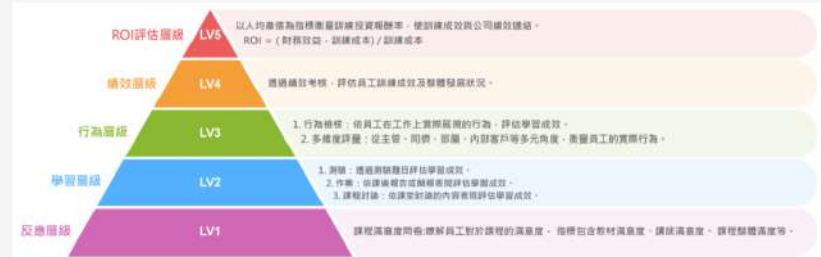 ROI評估層級
LV5
以人均產值為指標衡量訓練投資報酬率，使訓練成效與公司績效連結。
ROI = (財務效益 - 訓練成本) / 訓練成本
績效層級
LV4
透過績效考核，評估員工訓練成效及整體發展狀況。
行為層級
LV3
1. 行為檢核：依員工在工作上實際展現的行為，評估學習成效。
2. 多維度評量：從主管、同儕、部屬、內部客戶等多元角度，衡量員工的實際行為。
學習層級
LV2
1. 測驗：透過測驗題目評估學習成效。
2. 作業：依課後報告或簡報表現評估學習成效。
3. 課程討論：依課堂討論的內容表現評估學習成效。
反應層級
LV1
課程滿意度問卷:瞭解員工對於課程的滿意度， 指標包含教材滿意度、講師滿意度、 課程整體滿度等。